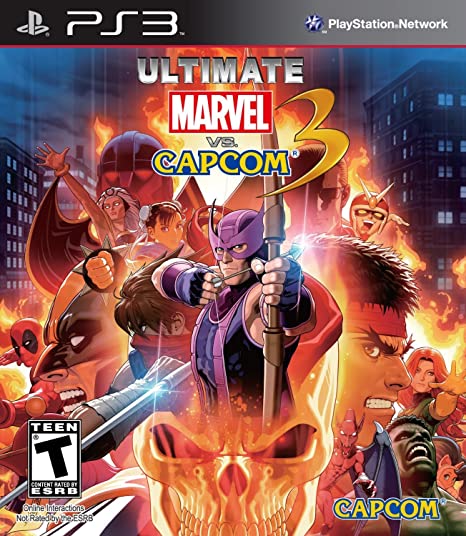 PS3
PlayStation Network
ULTIMATE
MARVEL
VS.
CAPCOM® 3
TEEN
T
CONTENT RATED BY
ESRB
Online Interactions
Not Rated by the ESRB
CAPCOM®